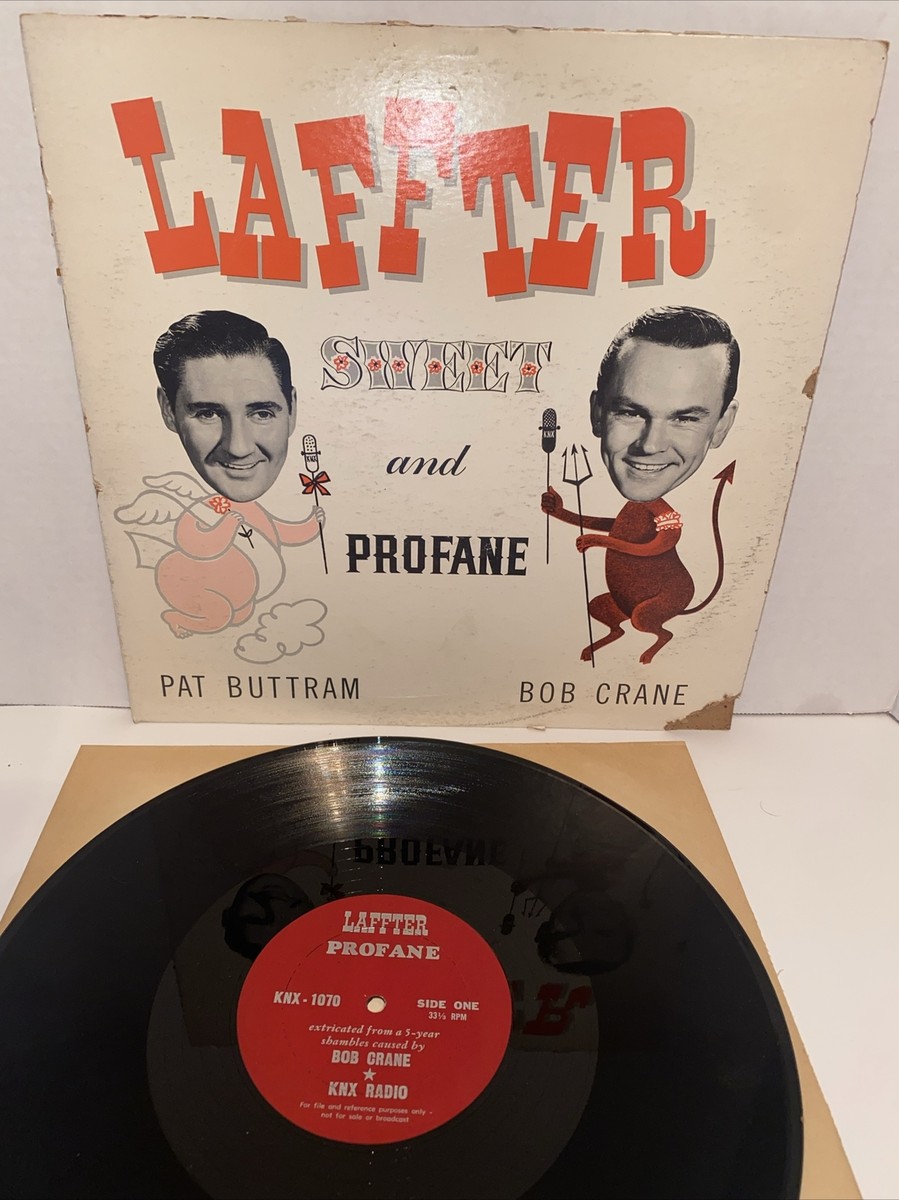 LAFFTER
SWEET
and
PROFANE
KNX
KNX
PAT BUTTRAM
BOB CRANE
PROFANE
LAFFTER
PROFANE
KNX - 1070
SIDE ONE
33⅓ RPM
extricated from a 5-year
shambles caused by
BOB CRANE
★
KNX RADIO
For file and reference purposes only -
not for sale or broadcast